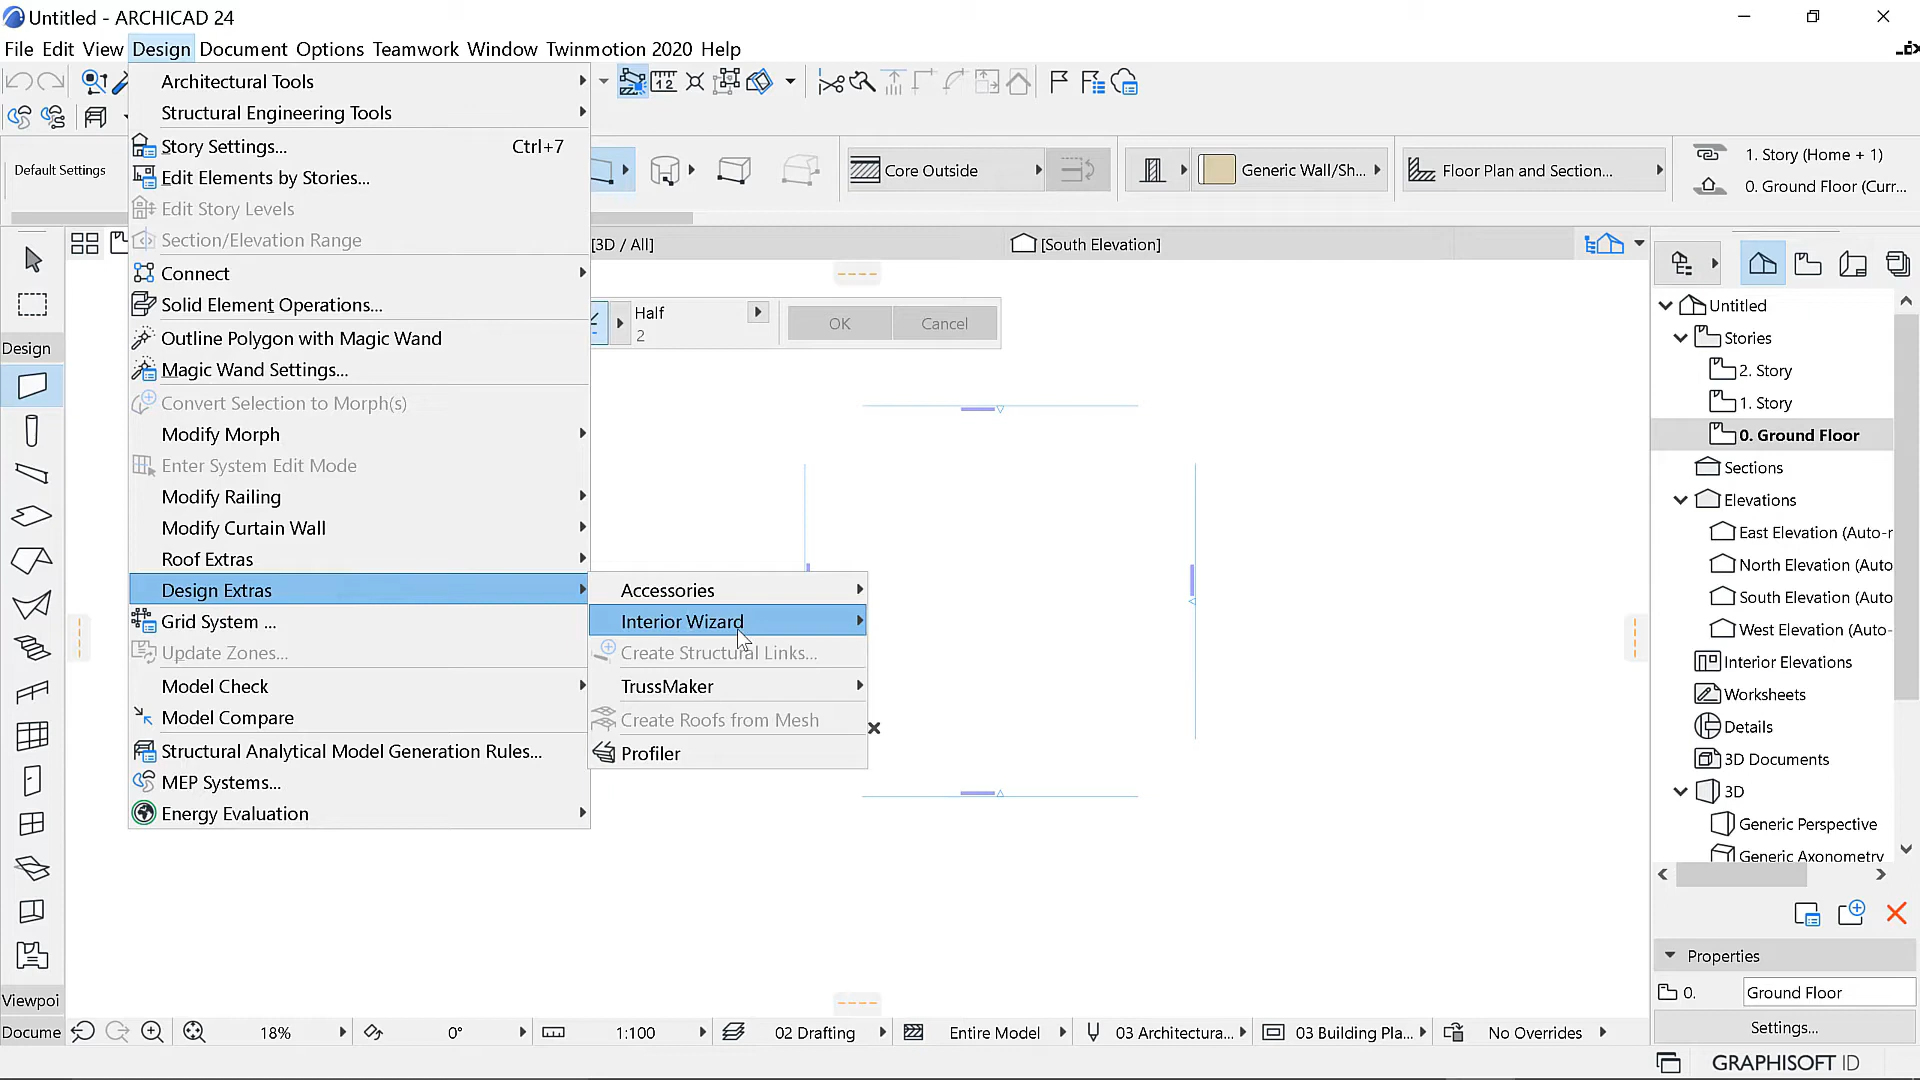 Untitled - ARCHICAD 24
File Edit View Design Document Options Teamwork Window Twinmotion 2020 Help
Architectural Tools
Structural Engineering Tools
Story Settings... Ctrl+7
Edit Elements by Stories...
Edit Story Levels
Section/Elevation Range
Connect
Solid Element Operations...
Outline Polygon with Magic Wand
Magic Wand Settings...
Convert Selection to Morph(s)
Modify Morph
Enter System Edit Mode
Modify Railing
Modify Curtain Wall
Roof Extras
Design Extras
Grid System ...
Update Zones...
Model Check
Model Compare
Structural Analytical Model Generation Rules...
MEP Systems...
Energy Evaluation
Accessories
Interior Wizard
Create Structural Links...
TrussMaker
Create Roofs from Mesh
Profiler
Default Settings
Core Outside
Generic Wall/Sh...
Floor Plan and Section...
1. Story (Home + 1)
0. Ground Floor (Curr...
[3D / All]
[South Elevation]
Half
2
OK
Cancel
Design
Viewpoi
Docume
Untitled
Stories
2. Story
1. Story
0. Ground Floor
Sections
Elevations
East Elevation (Auto-r
North Elevation (Auto
South Elevation (Auto
West Elevation (Auto-
Interior Elevations
Worksheets
Details
3D Documents
3D
Generic Perspective
Generic Axonometry
Properties
0. Ground Floor
Settings...
18%
0°
1:100
02 Drafting
Entire Model
03 Architectura...
03 Building Pla...
No Overrides
GRAPHISOFT ID